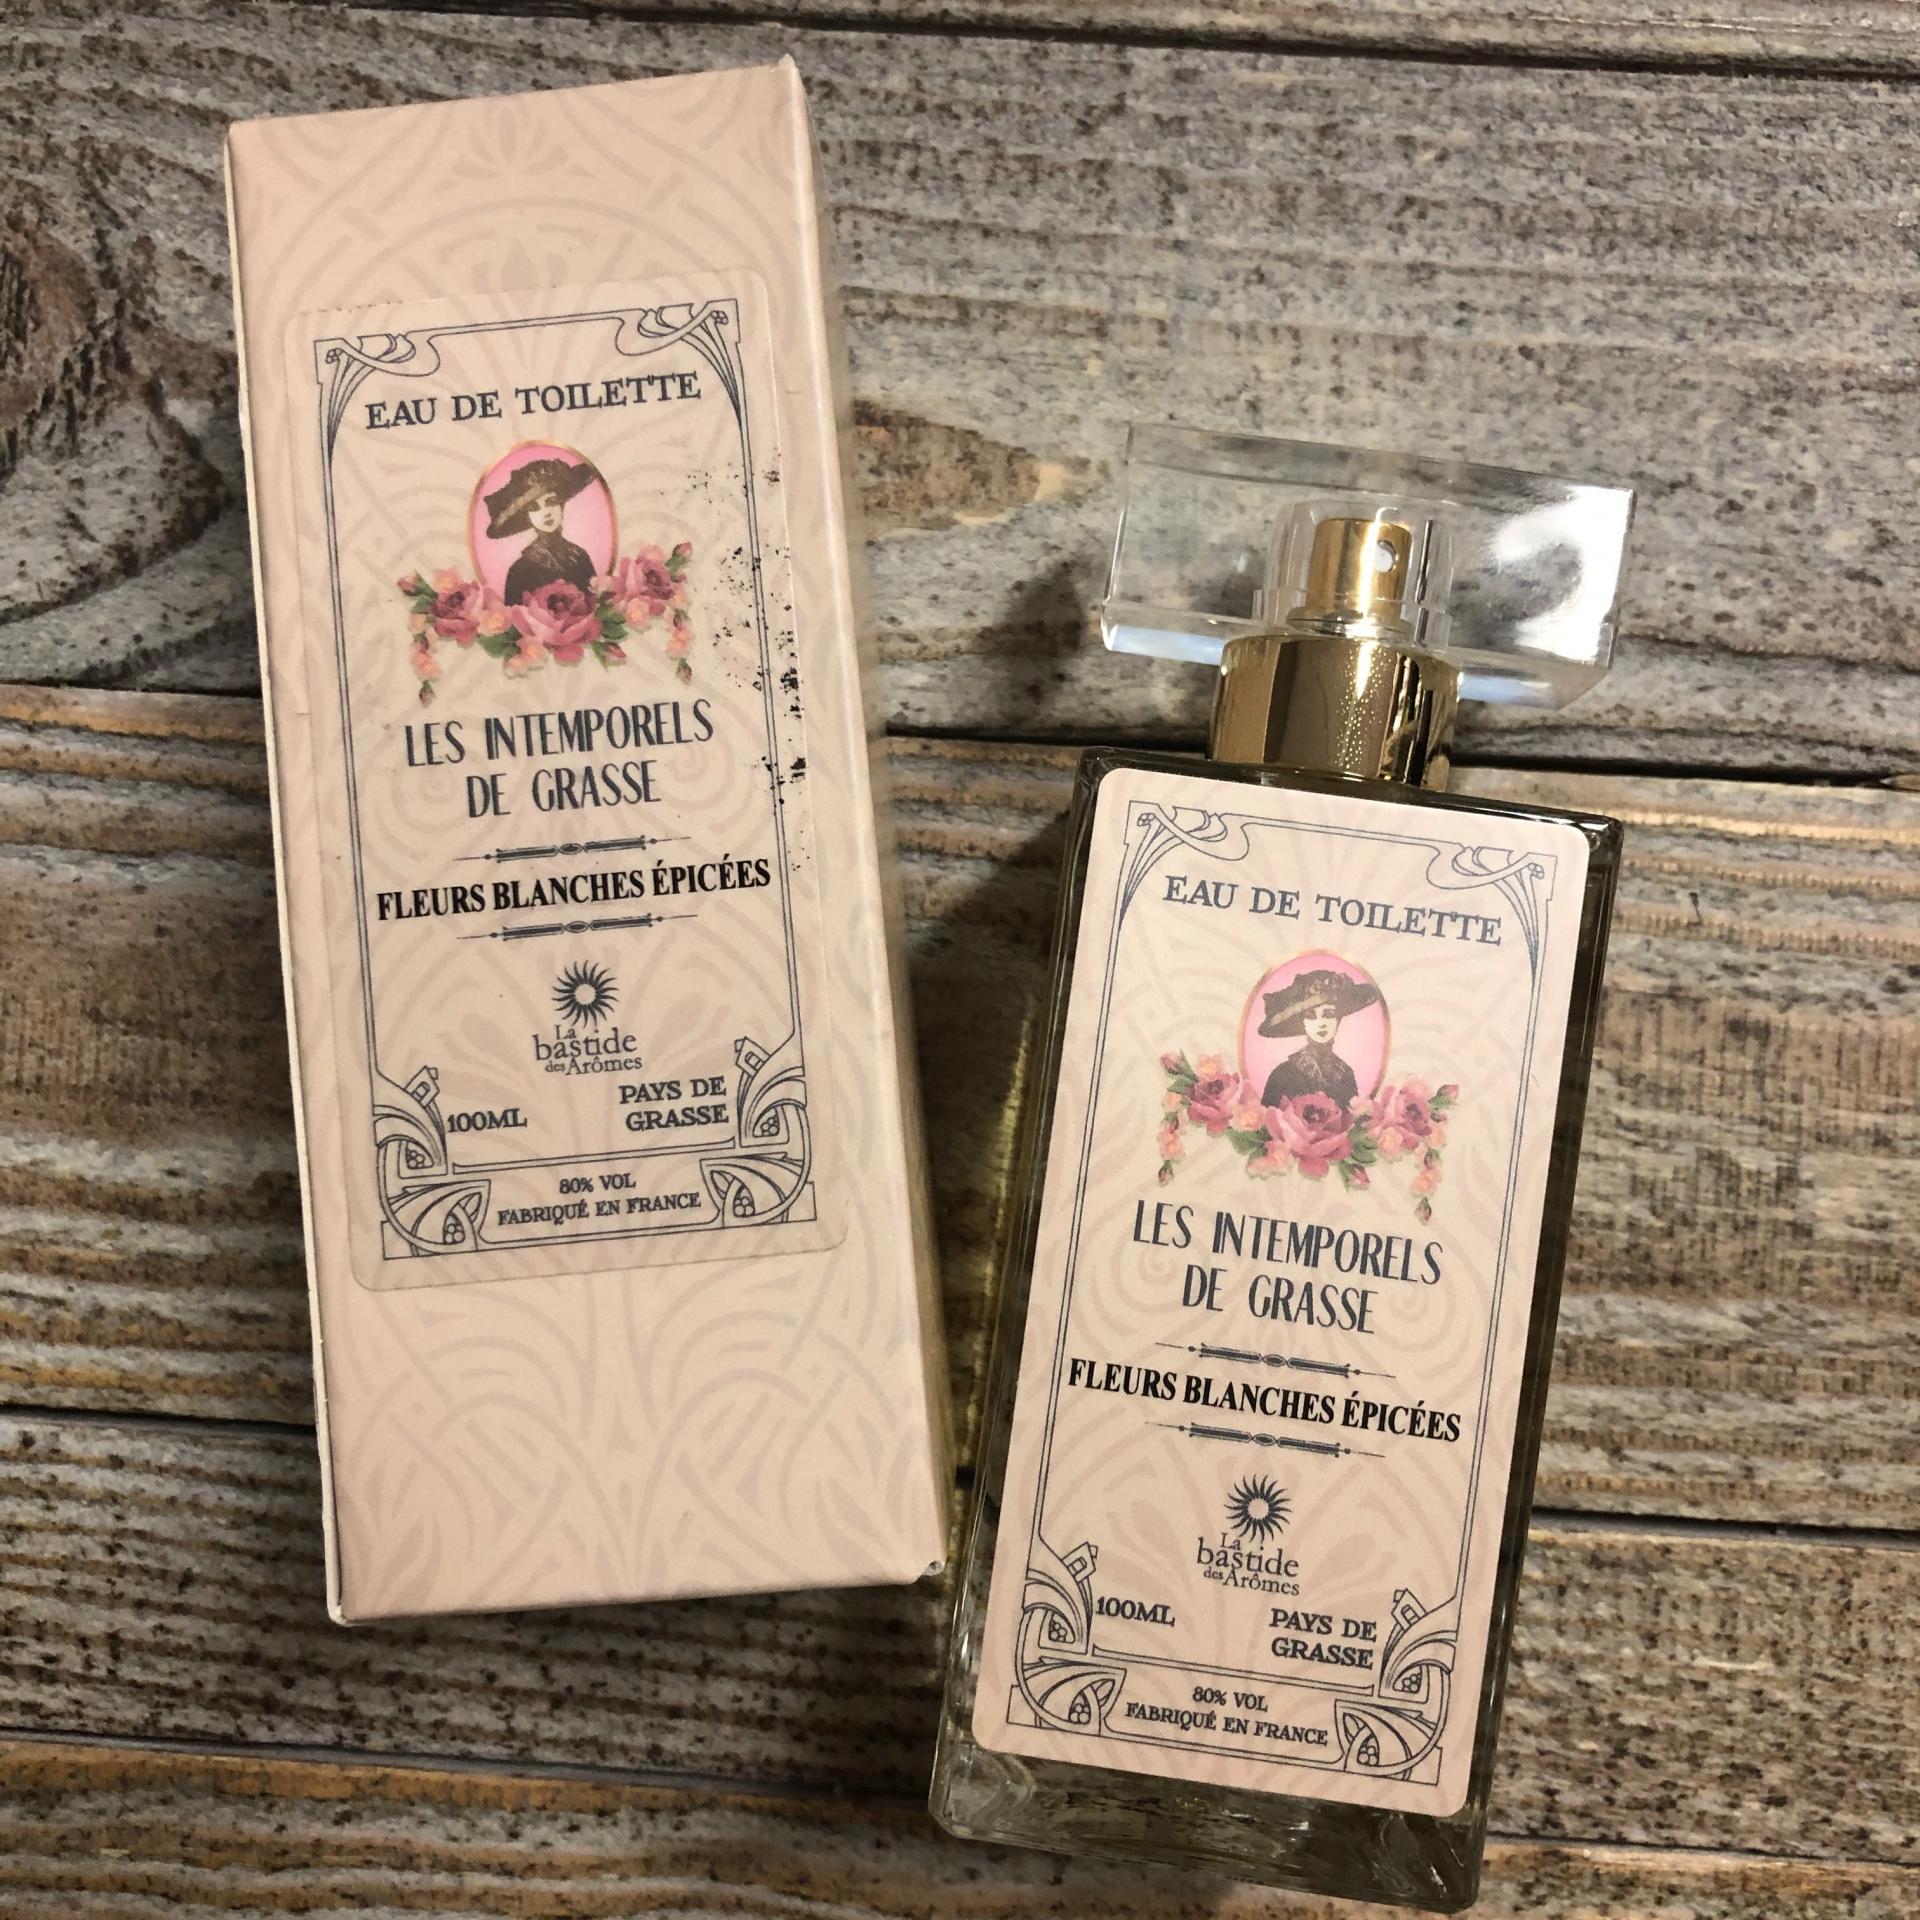 EAU DE TOILETTE
LES INTEMPORELS
DE GRASSE
FLEURS BLANCHES ÉPICÉES
La
bastide
des Arômes
100ML
PAYS DE
GRASSE
80% VOL
FABRIQUÉ EN FRANCE
EAU DE TOILETTE
LES INTEMPORELS
DE GRASSE
FLEURS BLANCHES ÉPICÉES
La
bastide
des Arômes
100ML
PAYS DE
GRASSE
80% VOL
FABRIQUÉ EN FRANCE